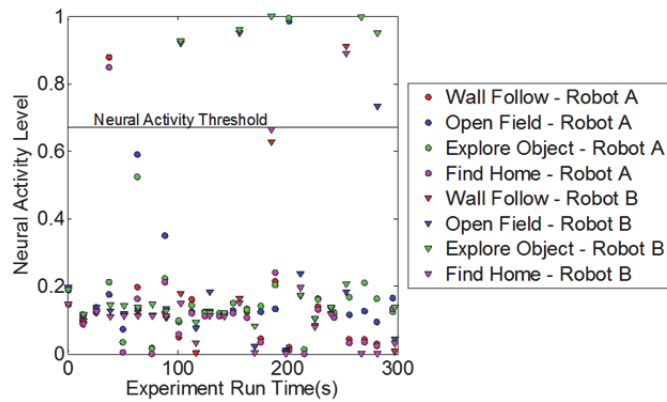 1
0.8
0.6
0.4
0.2
0
Neural Activity Level
Neural Activity Threshold
0 100 200 300
Experiment Run Time(s)
Wall Follow - Robot A
Open Field - Robot A
Explore Object - Robot A
Find Home - Robot A
Wall Follow - Robot B
Open Field - Robot B
Explore Object - Robot B
Find Home - Robot B